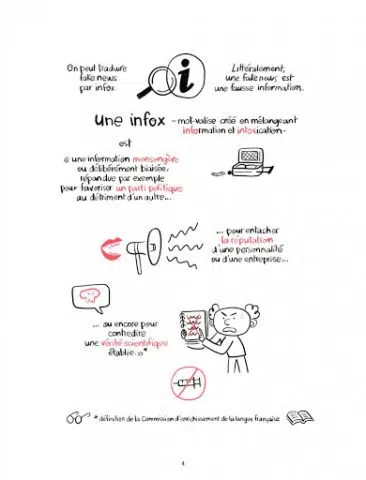 On peut traduire
fake news
par infox
Littéralement,
une fake news est
une fausse information.
i
Une infox - mot-valise créé en mélangeant
information et intoxication-
est
« une information mensongère
ou délibérément biaisée,
répandue par exemple
pour favoriser un parti politique
au détriment d'un autre...
... pour entacher
la réputation
d'une personnalité
ou d'une entreprise...
... ou encore pour
contredire
une vérité scientifique
établie. »*
* définition de la Commission d'enrichissement de la langue française
4